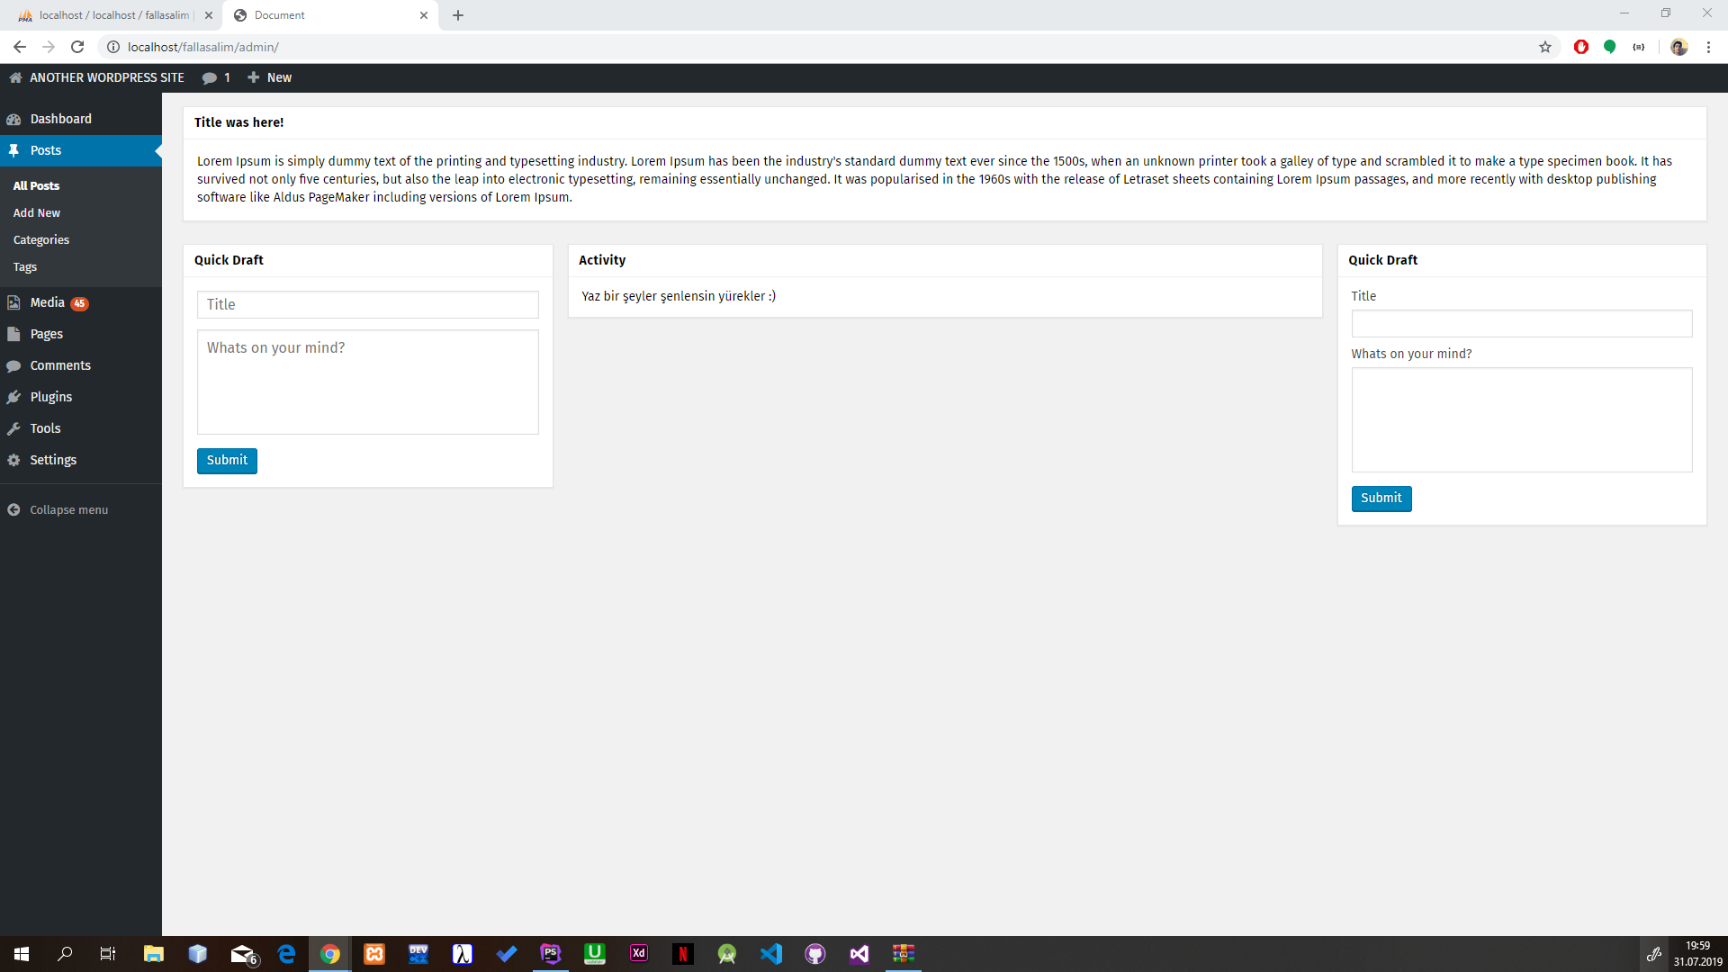 localhost / localhost / fallasalim
Document
localhost/fallasalim/admin/
ANOTHER WORDPRESS SITE 1 New
Dashboard
Posts
All Posts
Add New
Categories
Tags
Media 45
Pages
Comments
Plugins
Tools
Settings
Collapse menu
Title was here!
Lorem Ipsum is simply dummy text of the printing and typesetting industry. Lorem Ipsum has been the industry's standard dummy text ever since the 1500s, when an unknown printer took a galley of type and scrambled it to make a type specimen book. It has
survived not only five centuries, but also the leap into electronic typesetting, remaining essentially unchanged. It was popularised in the 1960s with the release of Letraset sheets containing Lorem Ipsum passages, and more recently with desktop publishing
software like Aldus PageMaker including versions of Lorem Ipsum.
Quick Draft
Title
Whats on your mind?
Submit
Activity
Yaz bir şeyler şenlensin yürekler :)
Quick Draft
Title
Whats on your mind?
Submit
6
DEV
PS
U
Xd
N
19:59
31.07.2019